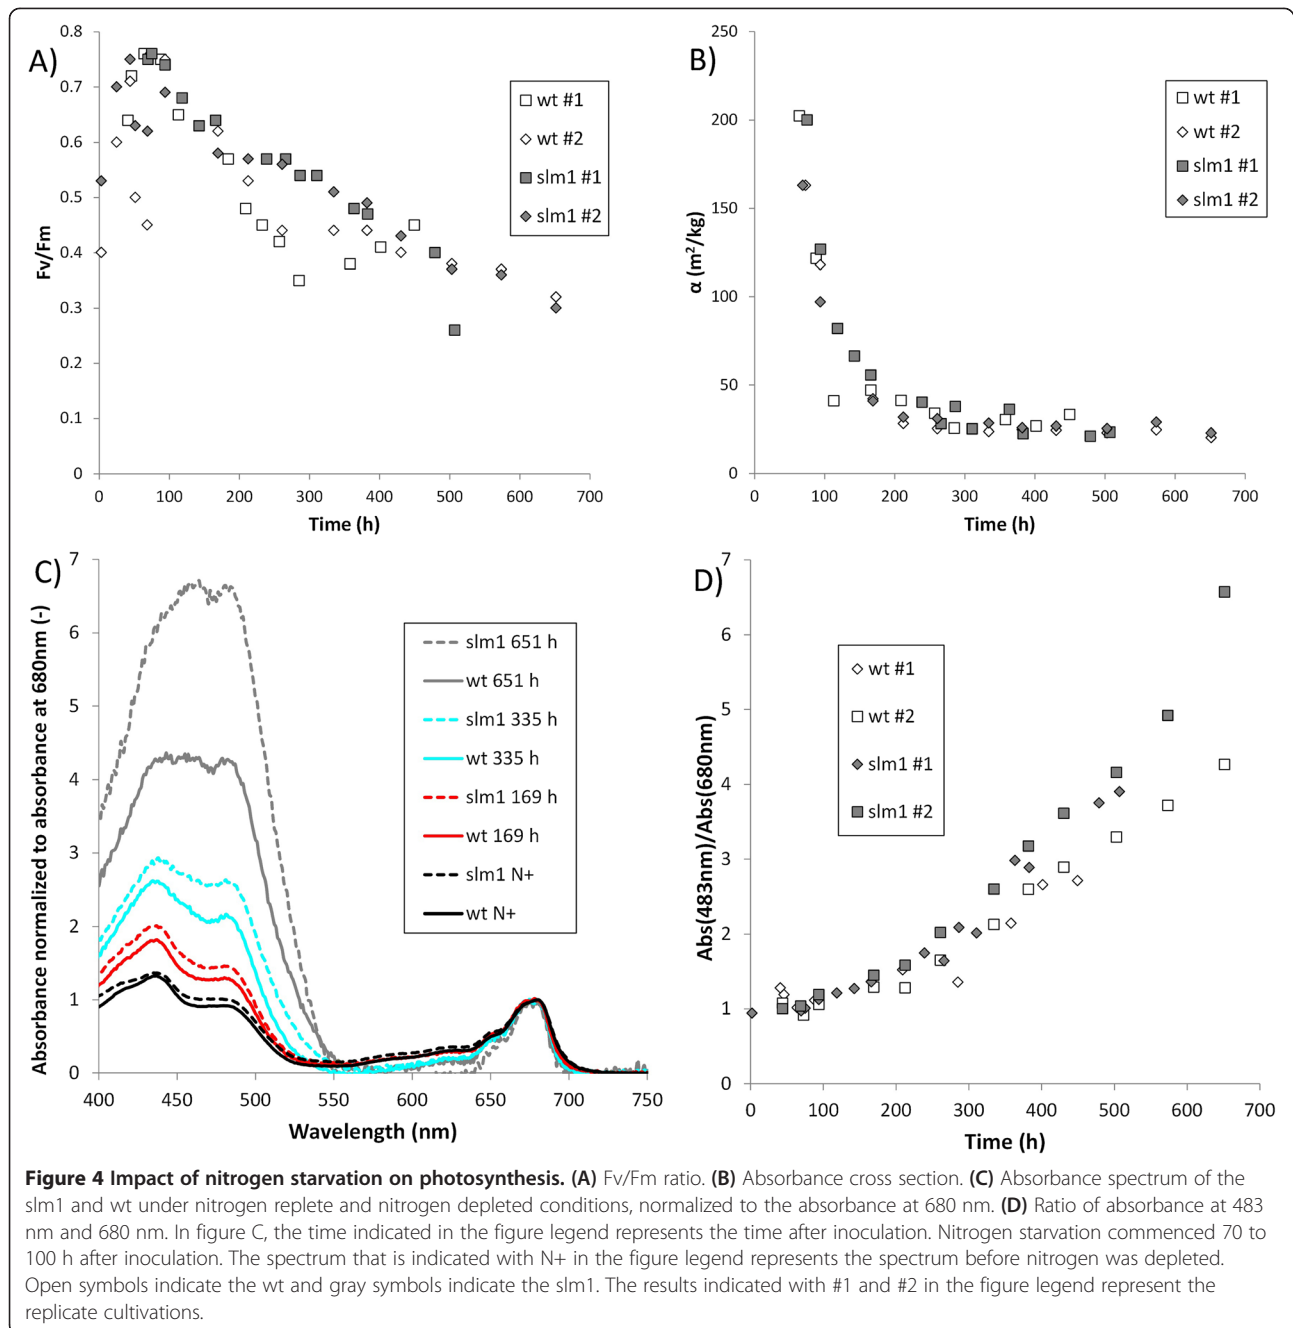 A)
0.8
0.7
0.6
0.5
0.4
0.3
0.2
0.1
0
Fv/Fm
0 100 200 300 400 500 600 700
Time (h)
wt #1
wt #2
slm1 #1
slm1 #2
B)
250
200
150
100
50
0
α (m²/kg)
0 100 200 300 400 500 600 700
Time (h)
wt #1
wt #2
slm1 #1
slm1 #2
C)
7
6
5
4
3
2
1
0
Absorbance normalized to absorbance at 680nm (-)
400 450 500 550 600 650 700 750
Wavelength (nm)
slm1 651 h
wt 651 h
slm1 335 h
wt 335 h
slm1 169 h
wt 169 h
slm1 N+
wt N+
D)
7
6
5
4
3
2
1
0
Abs(483nm)/Abs(680nm)
0 100 200 300 400 500 600 700
Time (h)
wt #1
wt #2
slm1 #1
slm1 #2
Figure 4 Impact of nitrogen starvation on photosynthesis. (A) Fv/Fm ratio. (B) Absorbance cross section. (C) Absorbance spectrum of the
slm1 and wt under nitrogen replete and nitrogen depleted conditions, normalized to the absorbance at 680 nm. (D) Ratio of absorbance at 483
nm and 680 nm. In figure C, the time indicated in the figure legend represents the time after inoculation. Nitrogen starvation commenced 70 to
100 h after inoculation. The spectrum that is indicated with N+ in the figure legend represents the spectrum before nitrogen was depleted.
Open symbols indicate the wt and gray symbols indicate the slm1. The results indicated with #1 and #2 in the figure legend represent the
replicate cultivations.